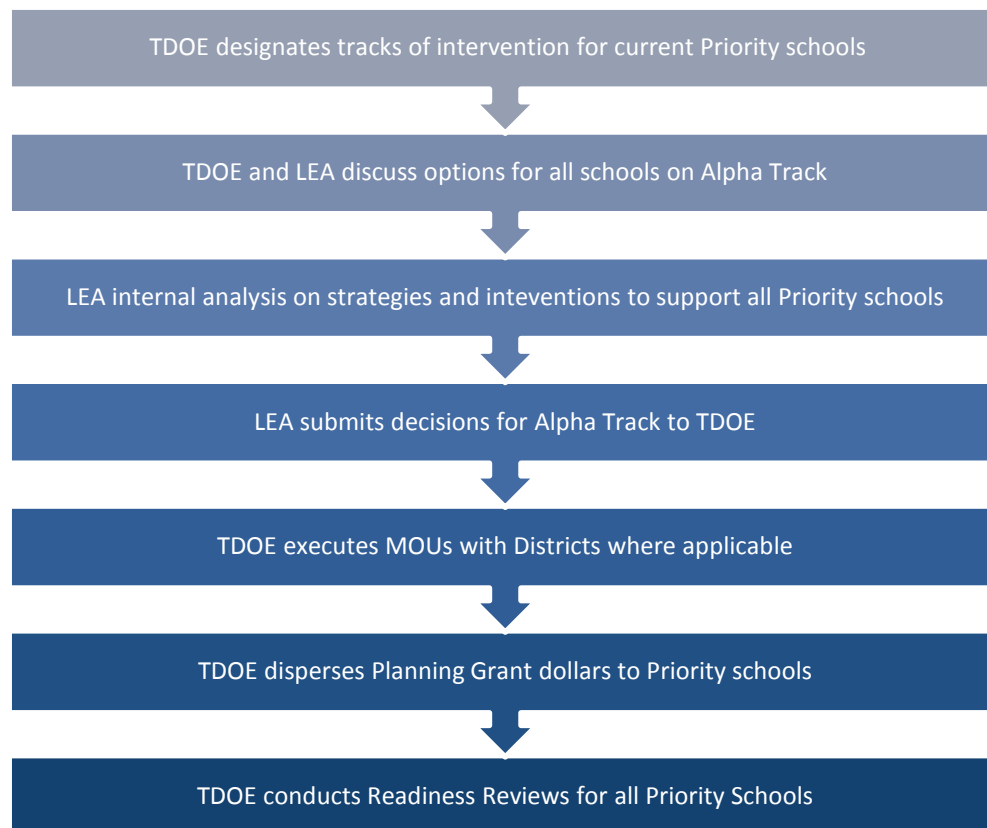 TDOE designates tracks of intervention for current Priority schools
TDOE and LEA discuss options for all schools on Alpha Track
LEA internal analysis on strategies and inteventions to support all Priority schools
LEA submits decisions for Alpha Track to TDOE
TDOE executes MOUs with Districts where applicable
TDOE disperses Planning Grant dollars to Priority schools
TDOE conducts Readiness Reviews for all Priority Schools